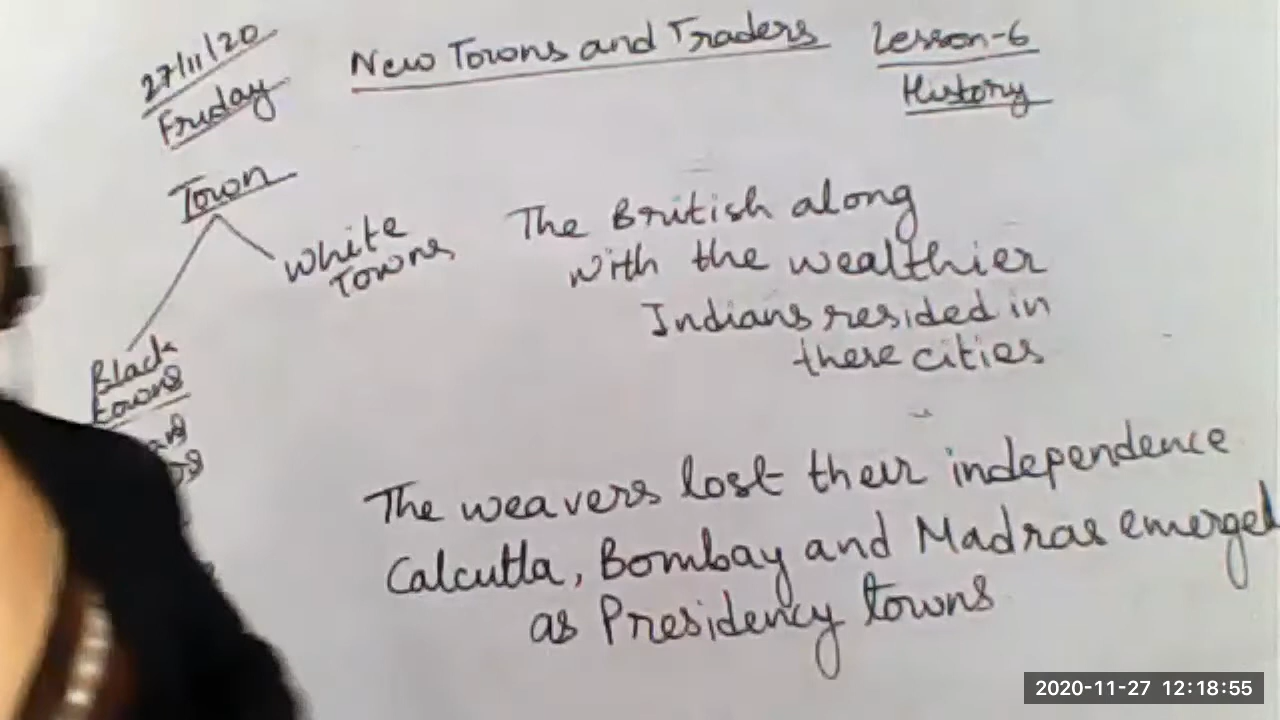 27/11/20
Friday
New Towns and Traders
Lesson-6
History
Town
White
Towns
Black
towns
The British along
with the wealthier
Indians resided in
these cities
The weavers lost their independence
Calcutta, Bombay and Madras emerged
as Presidency towns
2020-11-27 12:18:55